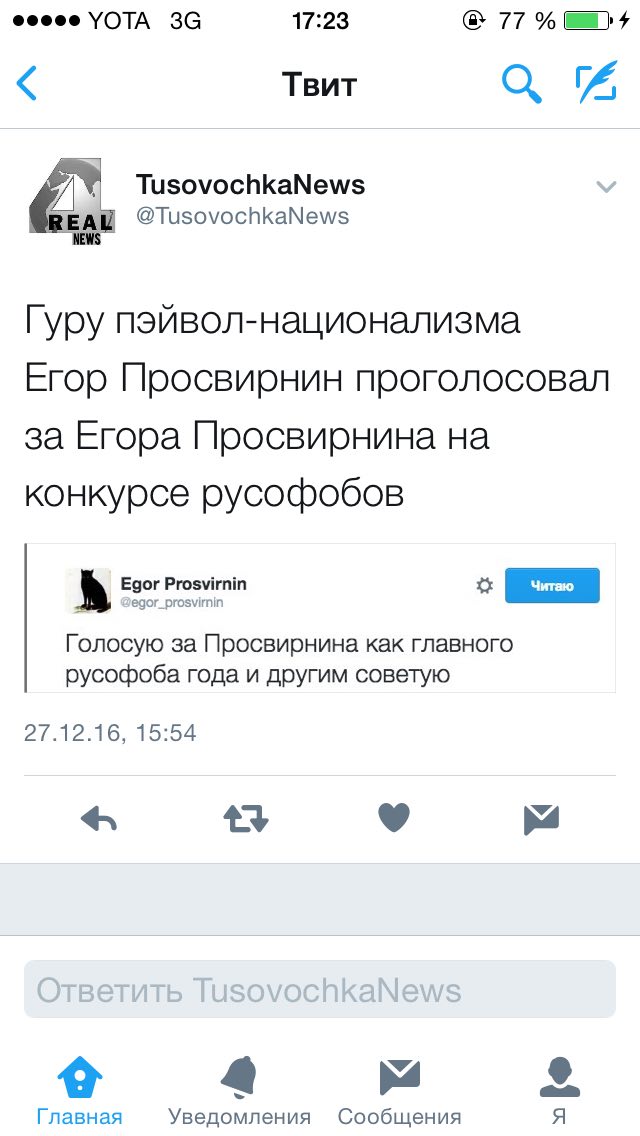 YOTA 3G 17:23 77 %
Твит
4
REAL
NEWS
TusovochkaNews
@TusovochkaNews
Гуру пэйвол-национализма
Егор Просвирнин проголосовал
за Егора Просвирнина на
конкурсе русофобов
Egor Prosvirnin
@egor_prosvirnin
Читаю
Голосую за Просвирнина как главного
русофоба года и другим советую
27.12.16, 15:54
Ответить TusovochkaNews
Главная Уведомления Сообщения Я